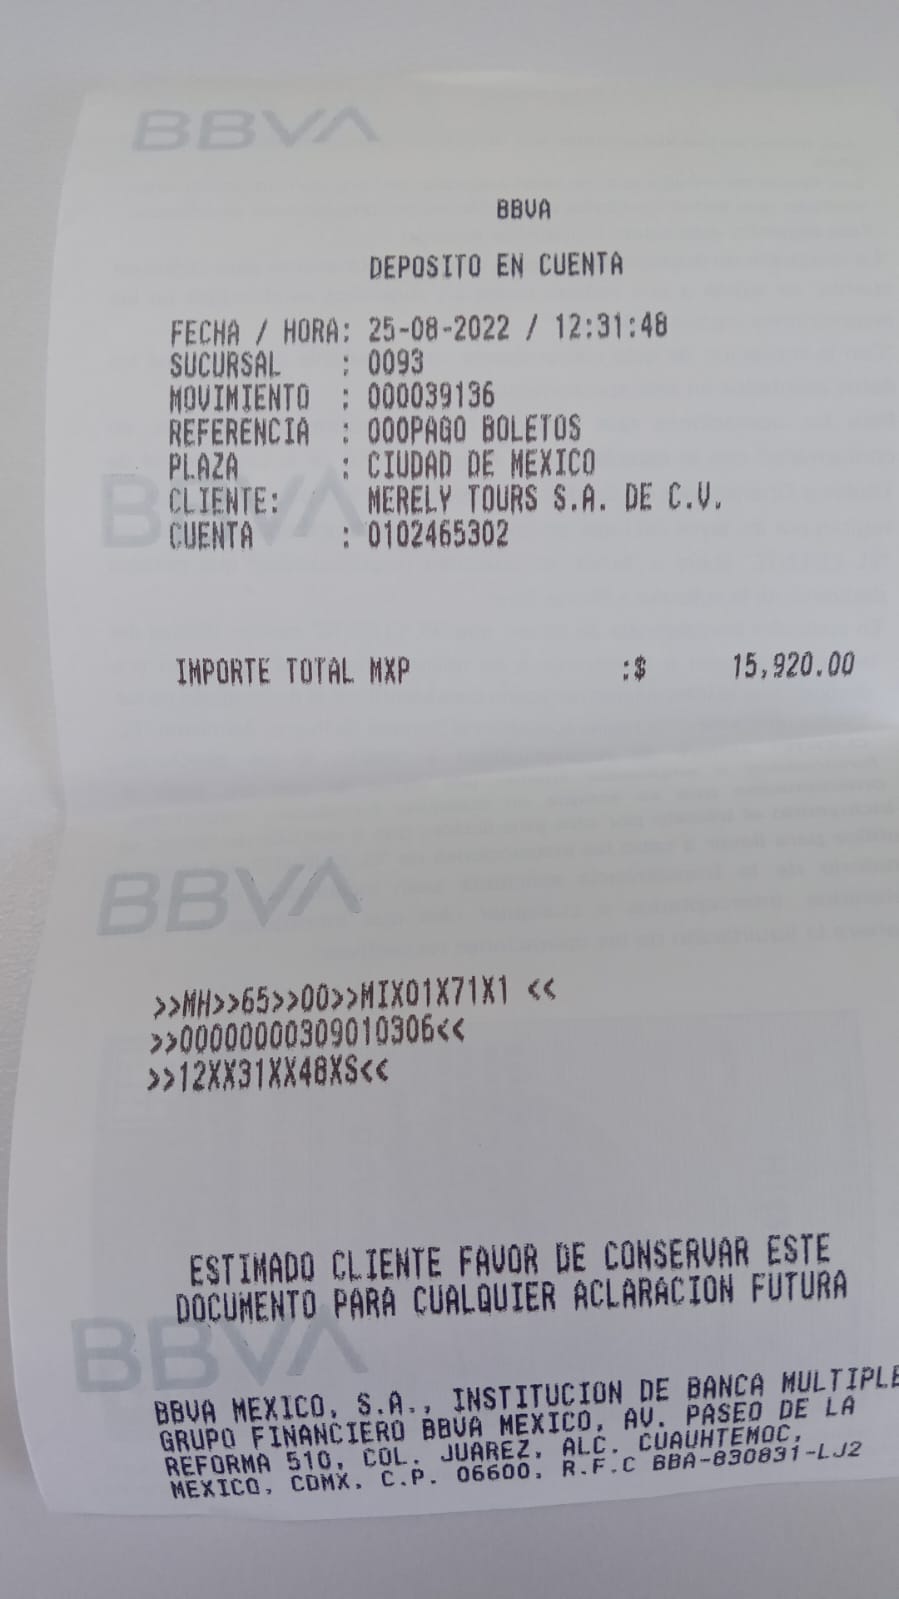 BBVA
BBVA
DEPOSITO EN CUENTA
FECHA / HORA: 25-08-2022 / 12:31:48
SUCURSAL : 0093
MOVIMIENTO : 000039136
REFERENCIA : 000PAGO BOLETOS
PLAZA : CIUDAD DE MEXICO
CLIENTE: MERELY TOURS S.A. DE C.V.
CUENTA : 0102465302
BBVA
IMPORTE TOTAL MXP :$ 15,920.00
BBVA
>>MH>>65>>00>>MIX01X71X1 <<
>>00000000309010306<<
>>12XX31XX48XS<<
ESTIMADO CLIENTE FAVOR DE CONSERVAR ESTE
DOCUMENTO PARA CUALQUIER ACLARACION FUTURA
BBVA
BBVA MEXICO, S.A., INSTITUCION DE BANCA MULTIPLE
GRUPO FINANCIERO BBVA MEXICO, AV. PASEO DE LA
REFORMA 510, COL. JUAREZ, ALC. CUAUHTEMOC,
MEXICO, CDMX, C.P. 06600, R.F.C BBA-830831-LJ2